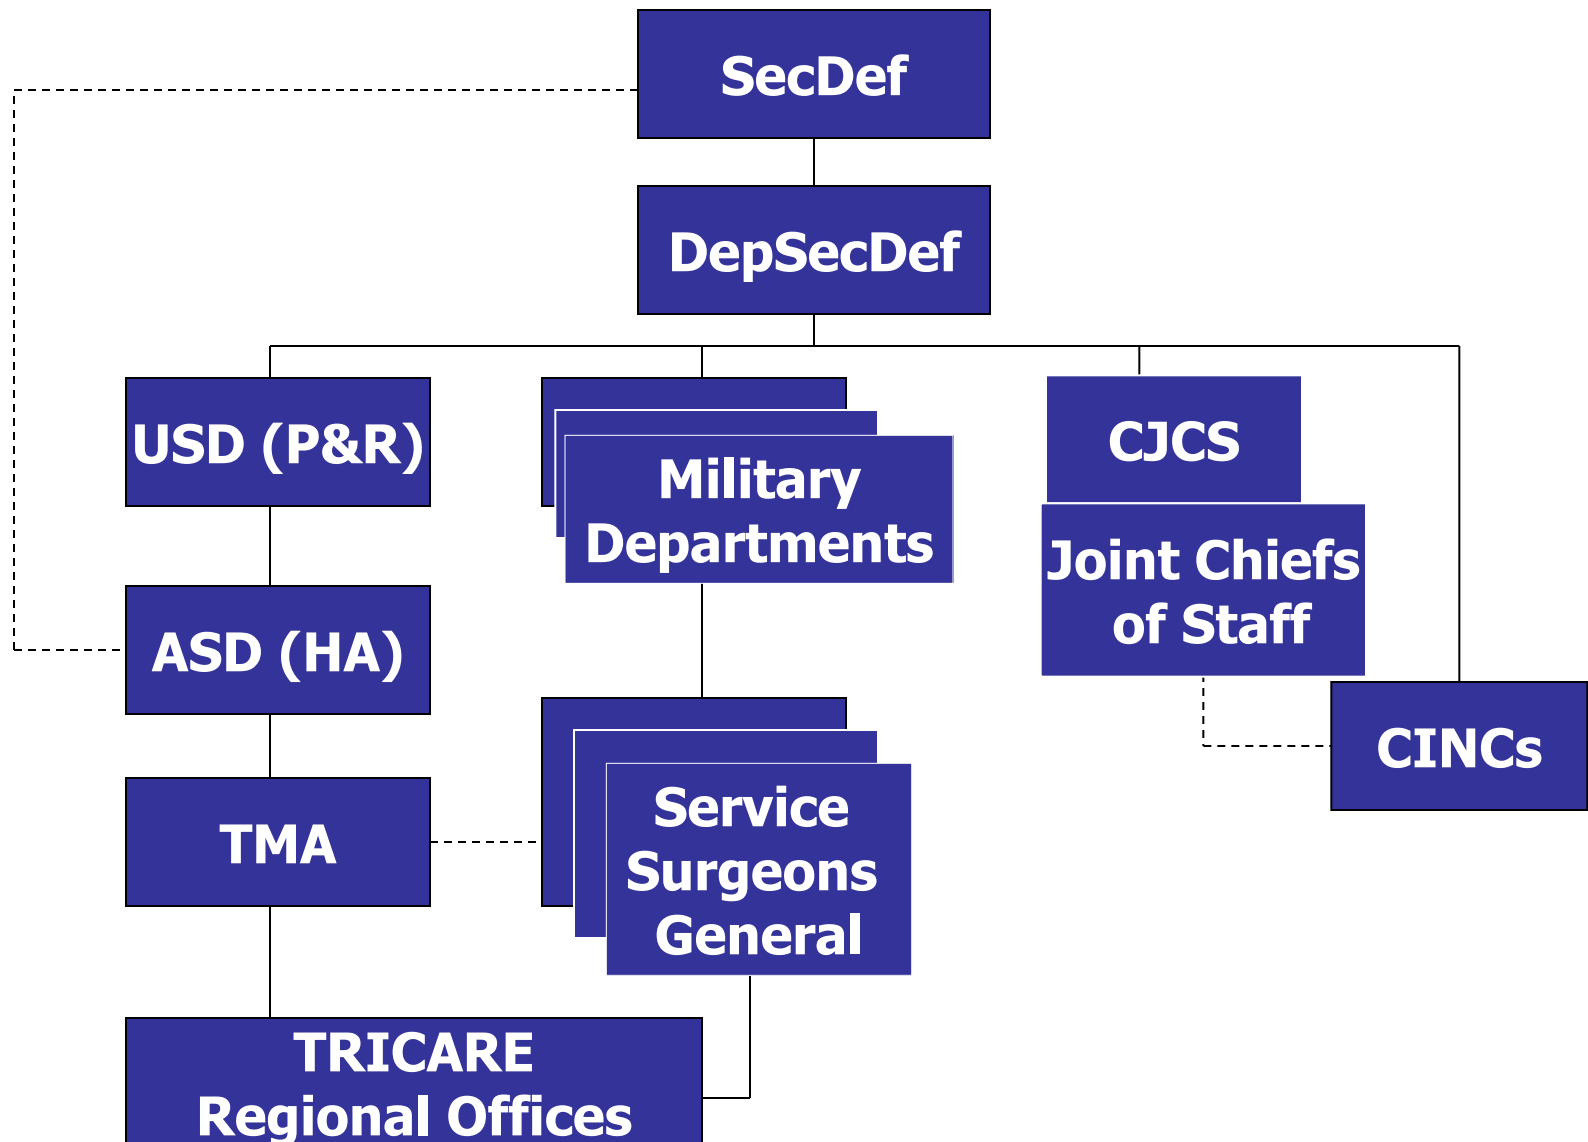 SecDef
DepSecDef
USD (P&R)
Military
Departments
CJCS
Joint Chiefs
of Staff
ASD (HA)
CINCs
TMA
Service
Surgeons
General
TRICARE
Regional Offices